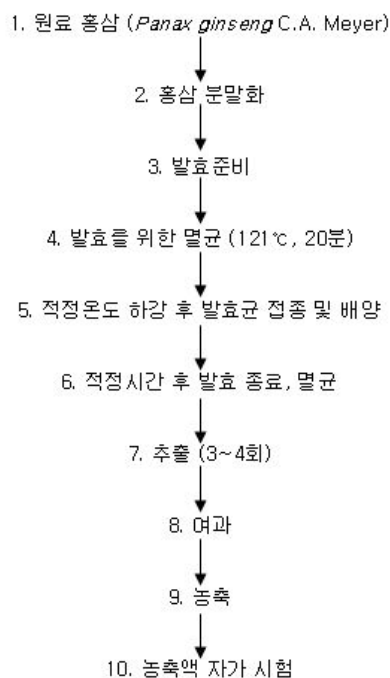 1. 원료 홍삼 (Panax ginseng C.A. Meyer)
2. 홍삼 분말화
3. 발효준비
4. 발효를 위한 멸균 (121℃, 20분)
5. 적정온도 하강 후 발효균 접종 및 배양
6. 적정시간 후 발효 종료, 멸균
7. 추출 (3~4회)
8. 여과
9. 농축
10. 농축액 자가 시험